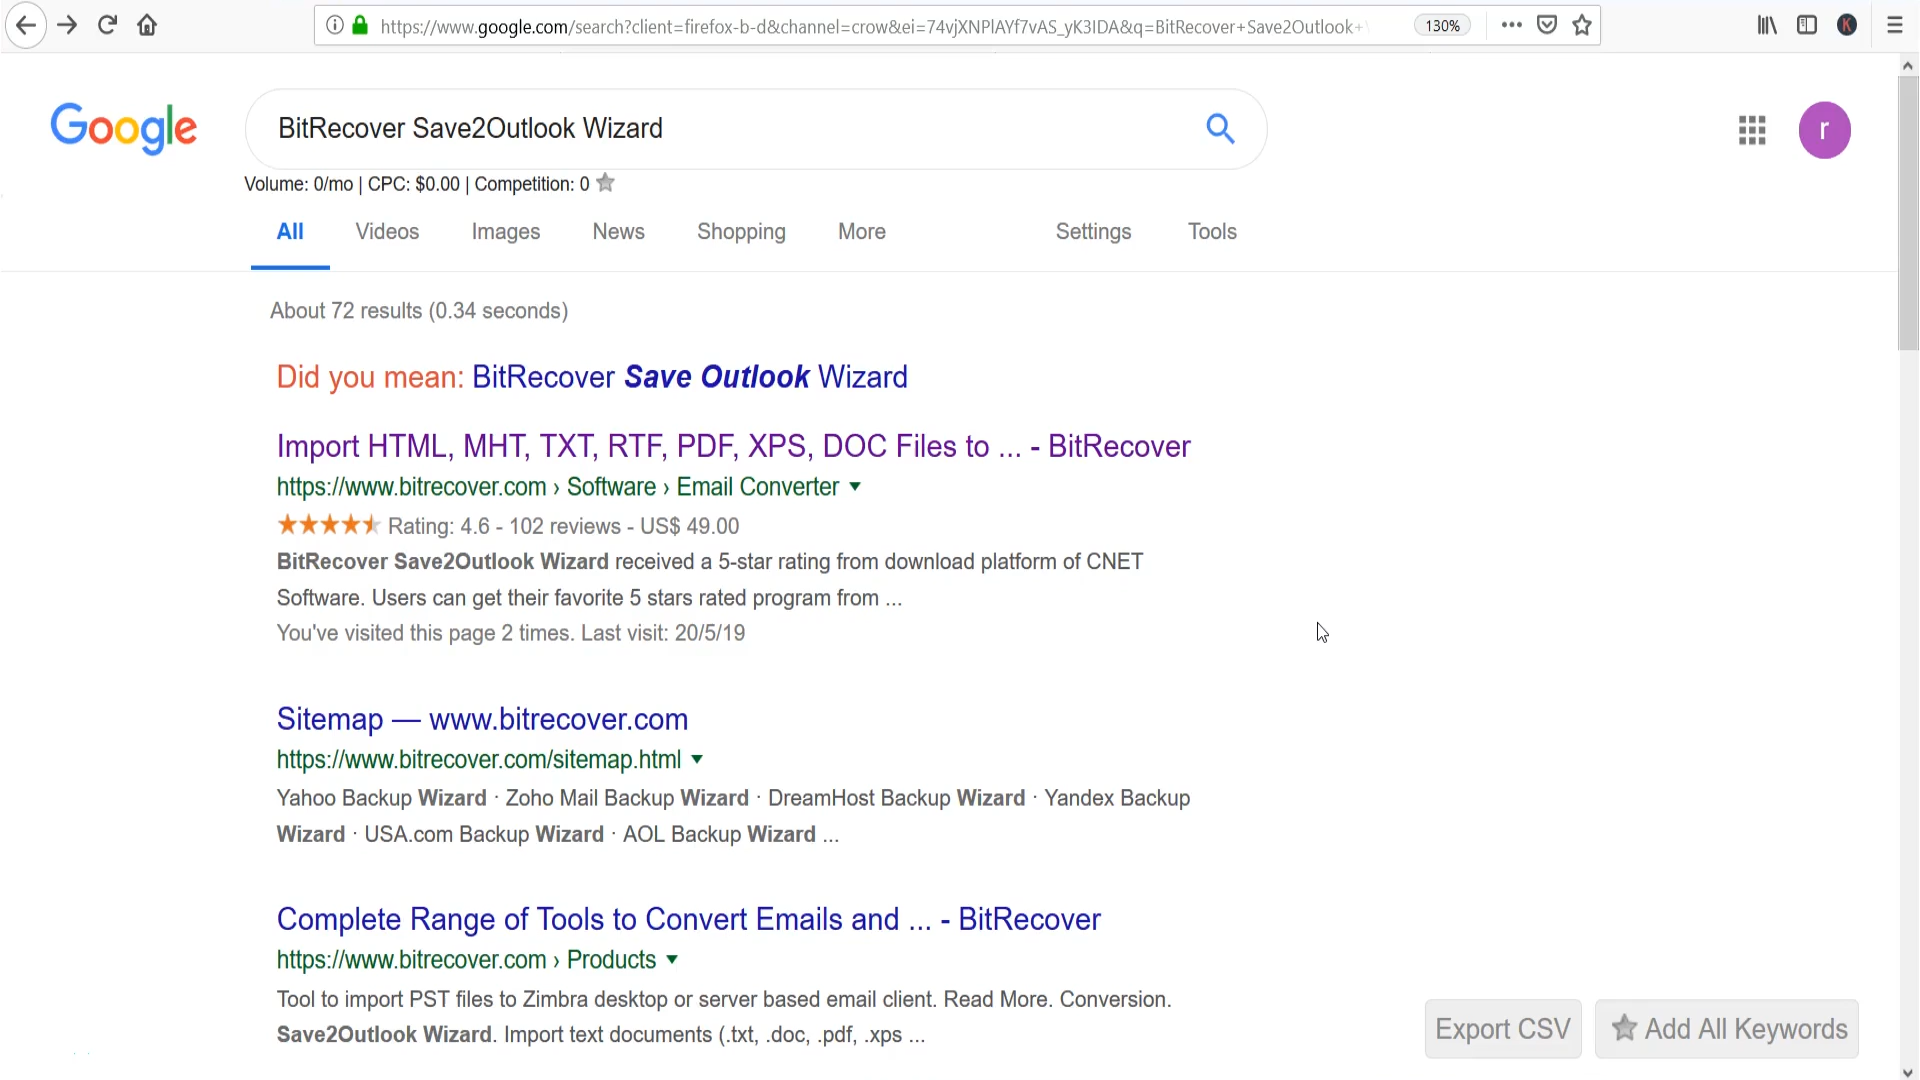 https://www.google.com/search?client=firefox-b-d&channel=crow&ei=74vjXNPlAYf7vAS_yK3IDA&q=BitRecover+Save2Outlook+
130%
Google
BitRecover Save2Outlook Wizard
r
Volume: 0/mo | CPC: $0.00 | Competition: 0
All Videos Images News Shopping More Settings Tools
About 72 results (0.34 seconds)
Did you mean: BitRecover Save Outlook Wizard
Import HTML, MHT, TXT, RTF, PDF, XPS, DOC Files to ... - BitRecover
https://www.bitrecover.com › Software › Email Converter
Rating: 4.6 - 102 reviews - US$ 49.00
BitRecover Save2Outlook Wizard received a 5-star rating from download platform of CNET
Software. Users can get their favorite 5 stars rated program from ...
You've visited this page 2 times. Last visit: 20/5/19
Sitemap — www.bitrecover.com
https://www.bitrecover.com/sitemap.html
Yahoo Backup Wizard · Zoho Mail Backup Wizard · DreamHost Backup Wizard · Yandex Backup
Wizard · USA.com Backup Wizard · AOL Backup Wizard ...
Complete Range of Tools to Convert Emails and ... - BitRecover
https://www.bitrecover.com › Products
Tool to import PST files to Zimbra desktop or server based email client. Read More. Conversion.
Save2Outlook Wizard. Import text documents (.txt, .doc, .pdf, .xps ...
Export CSV
Add All Keywords